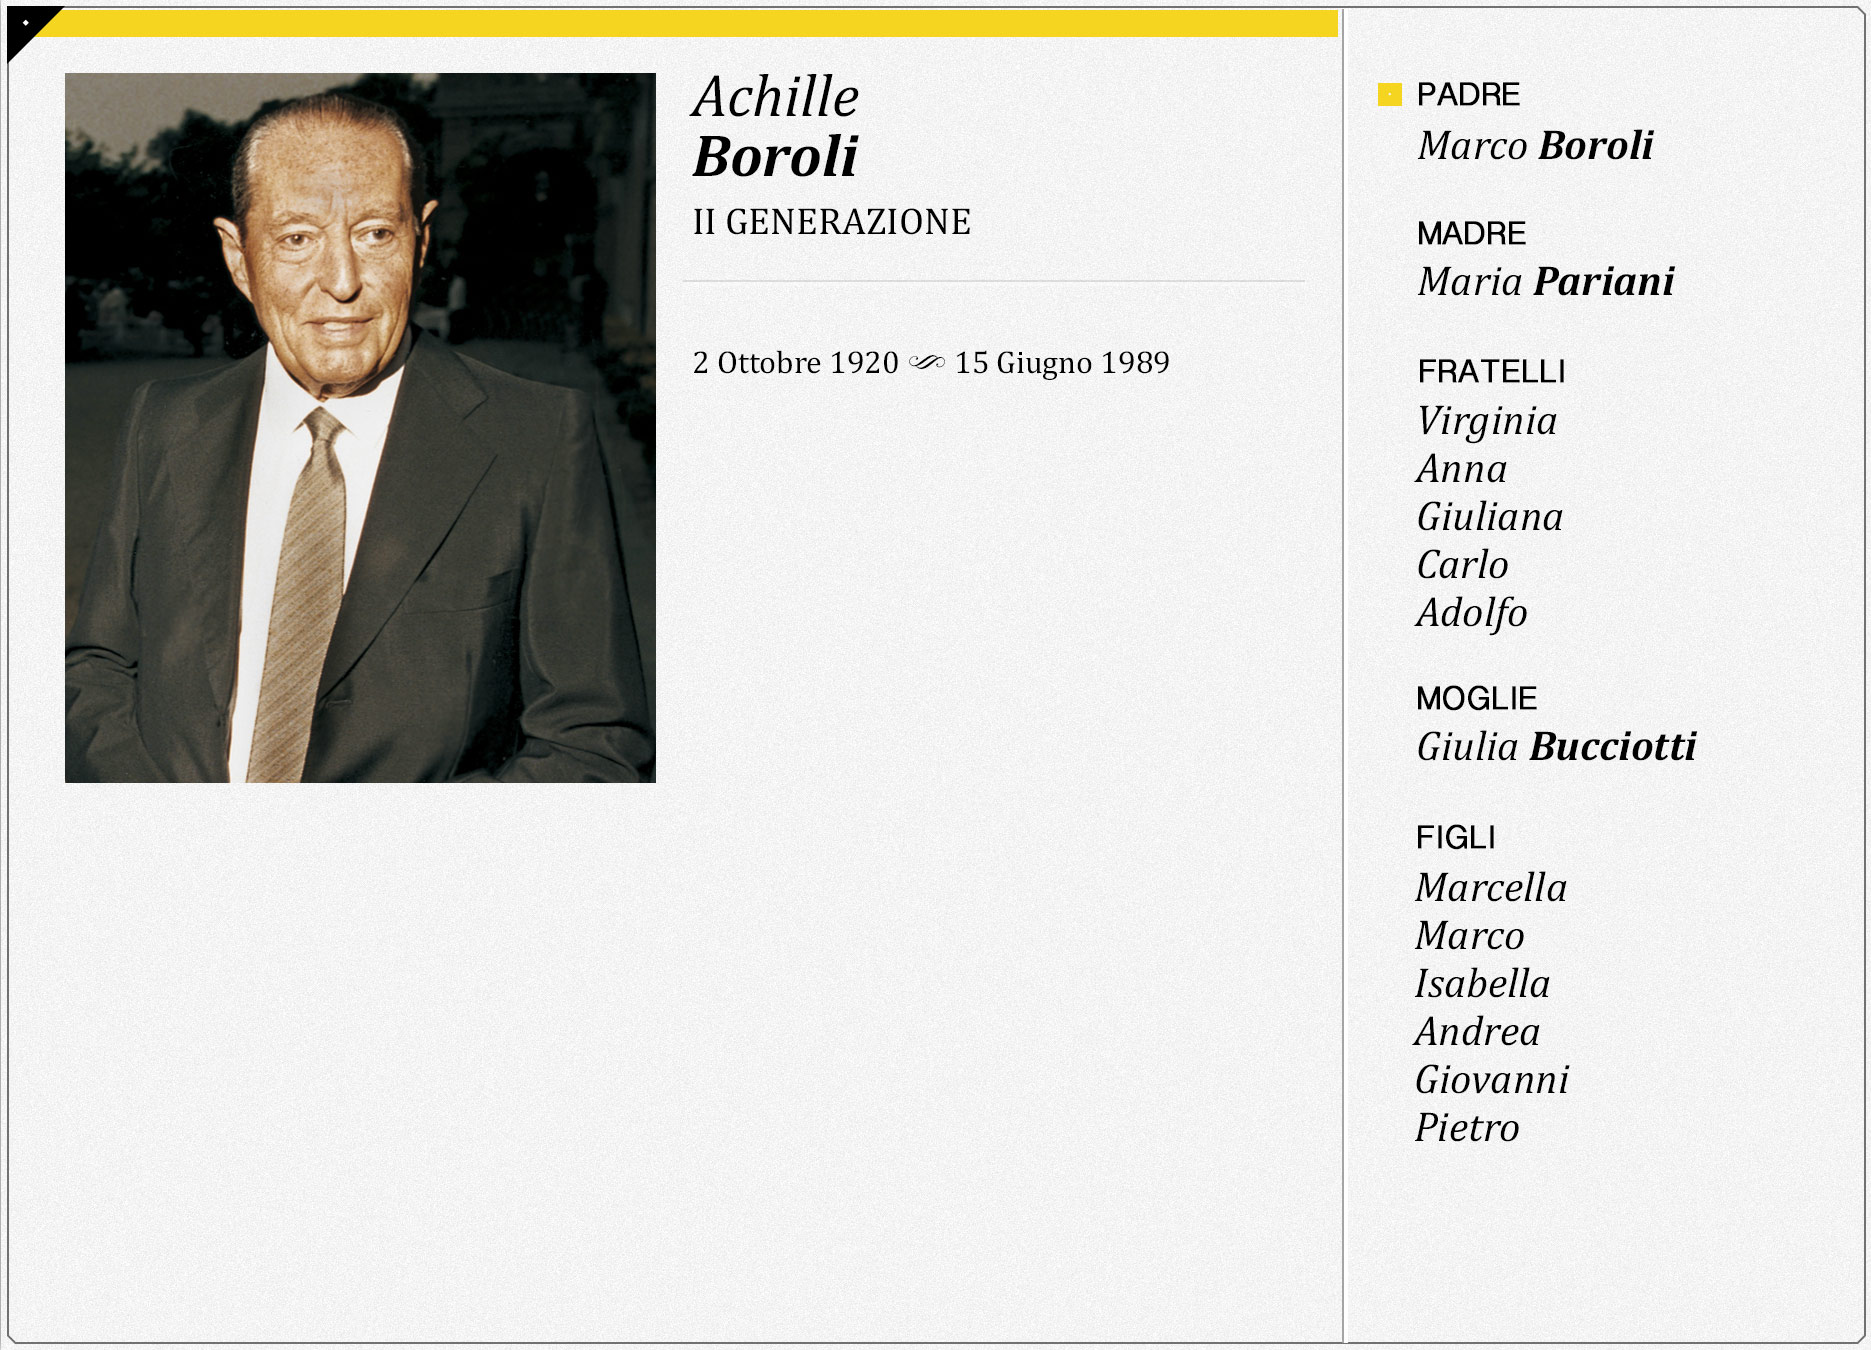 Achille
Boroli
II GENERAZIONE
2 Ottobre 1920 15 Giugno 1989
PADRE
Marco Boroli
MADRE
Maria Pariani
FRATELLI
Virginia
Anna
Giuliana
Carlo
Adolfo
MOGLIE
Giulia Bucciotti
FIGLI
Marcella
Marco
Isabella
Andrea
Giovanni
Pietro